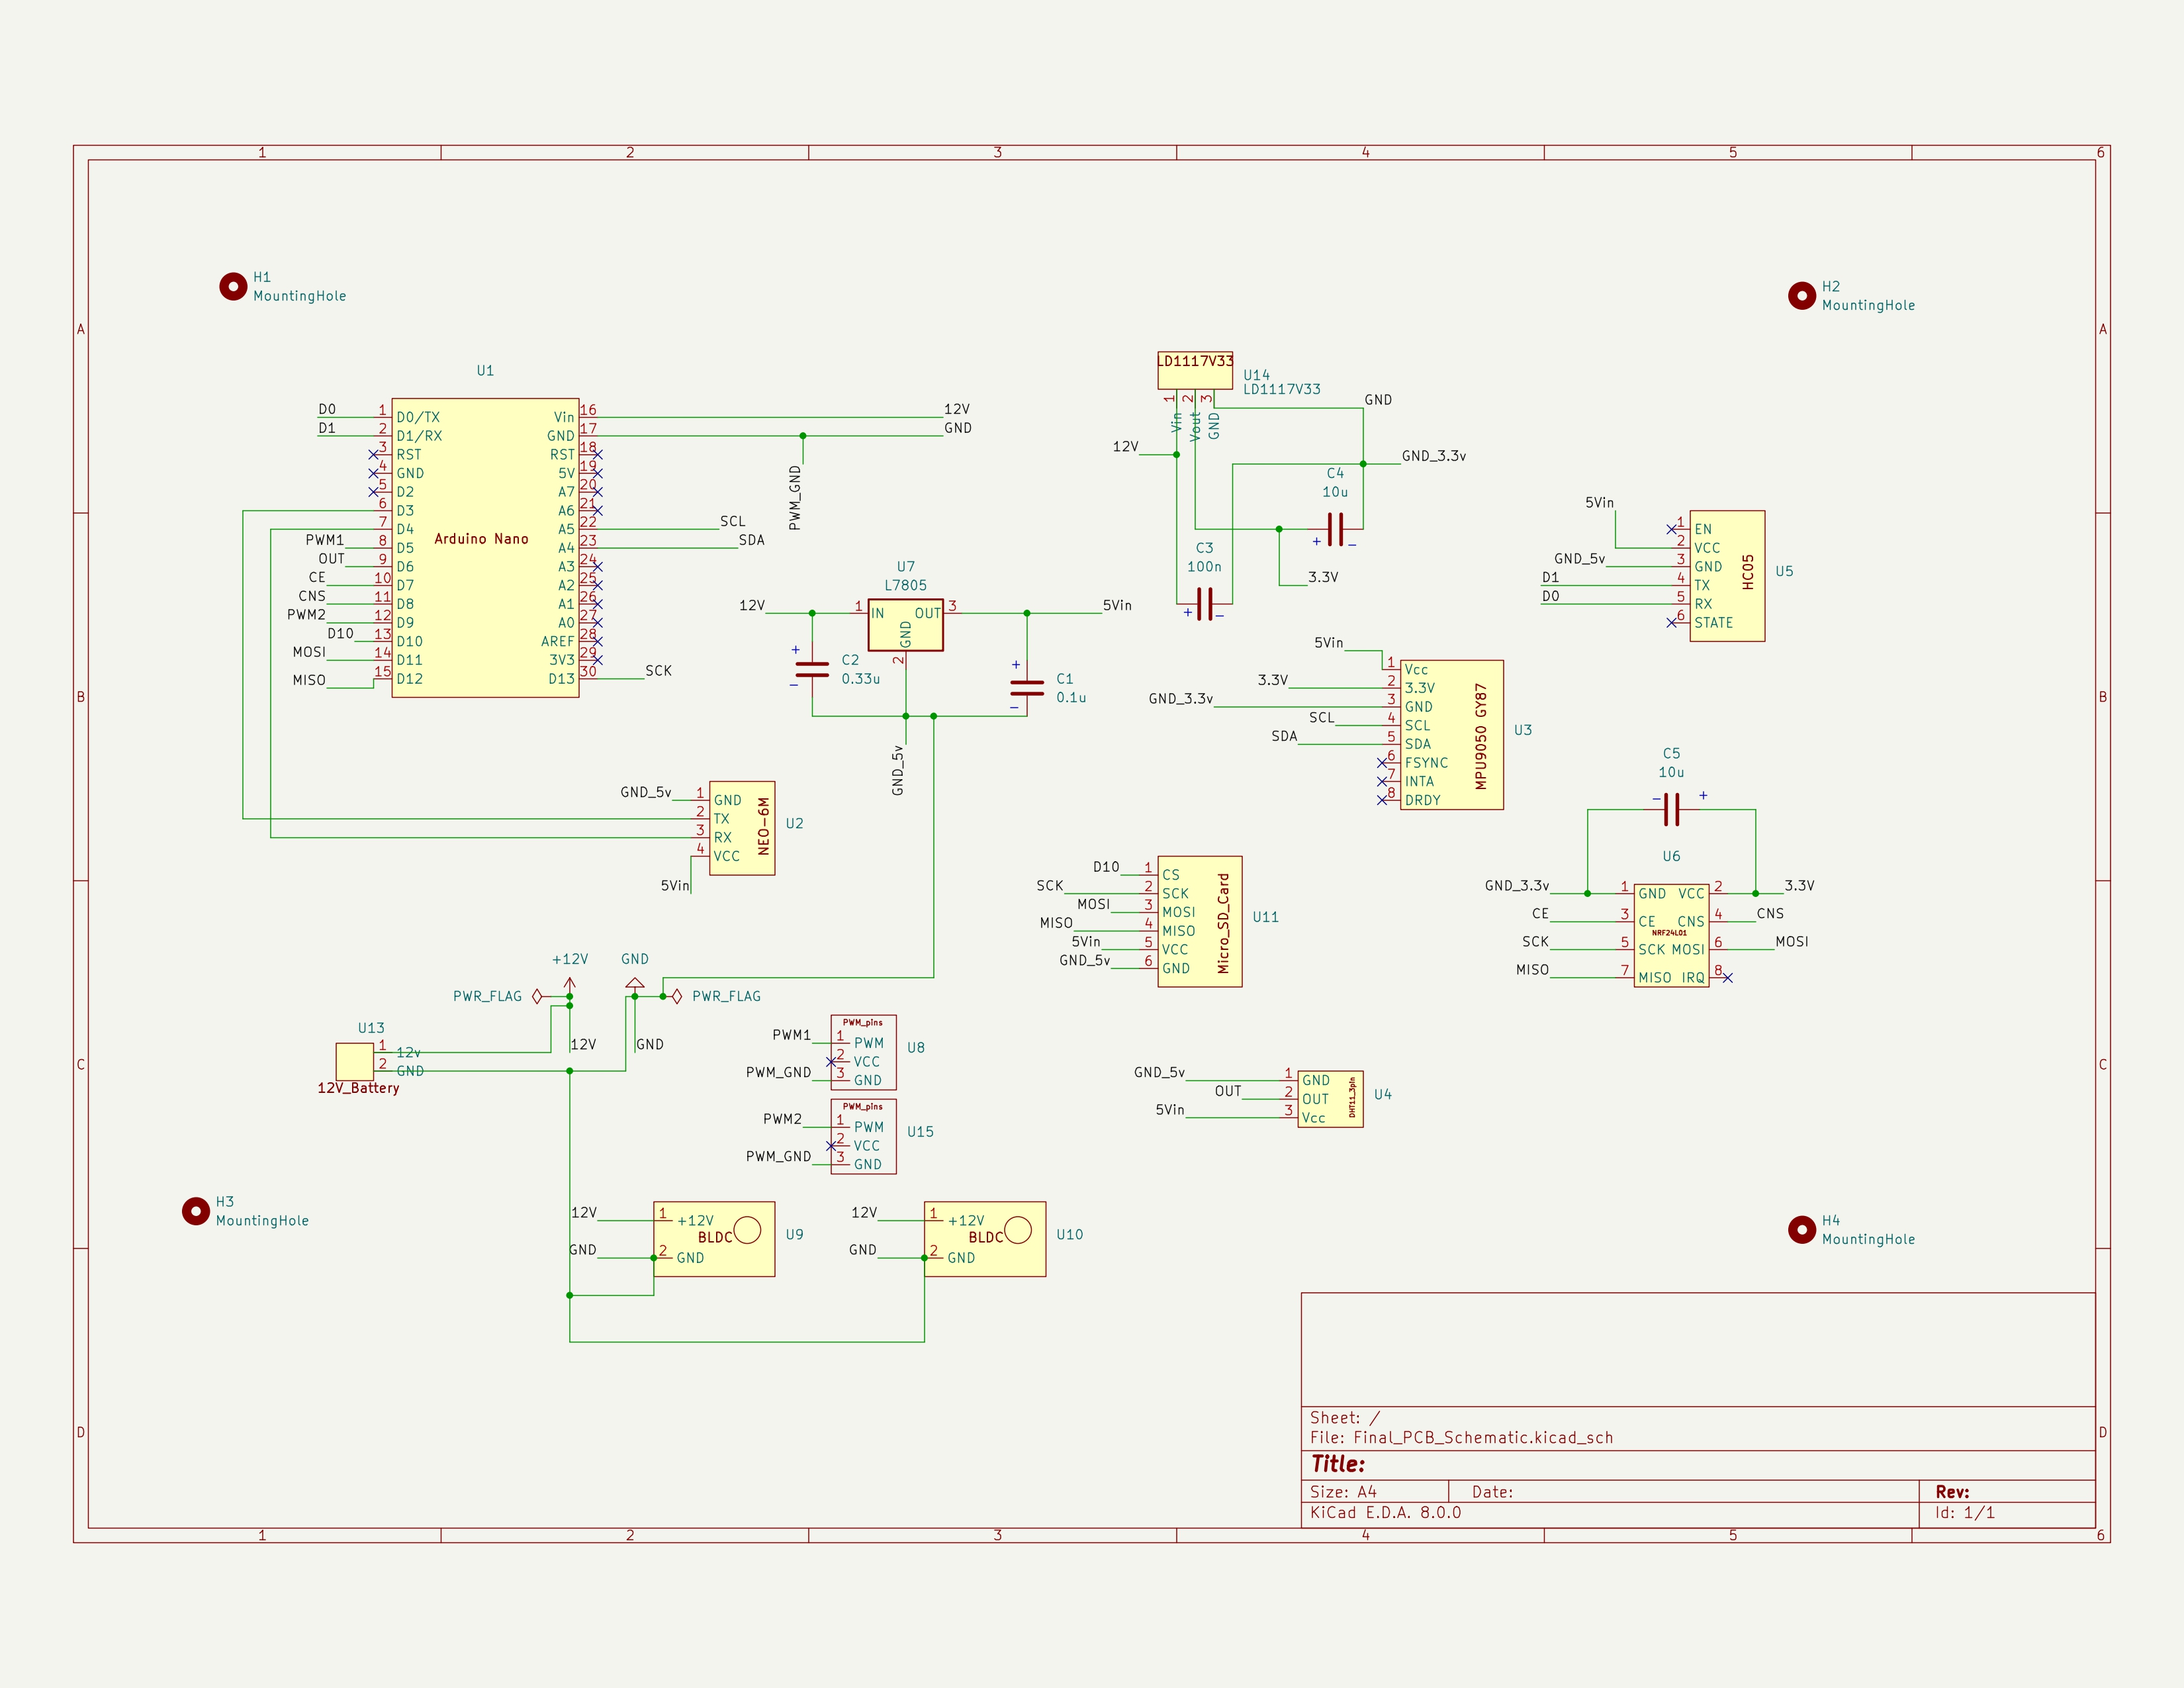 1 2 3 4 5 6
A
B
C
D
A
B
C
D
1 2 3 4 5 6
H1
MountingHole
H2
MountingHole
H3
MountingHole
H4
MountingHole
U1
Arduino Nano
D0 1 D0/TX
D1 2 D1/RX
3 RST
4 GND
5 D2
6 D3
7 D4
PWM1 8 D5
OUT 9 D6
CE 10 D7
CNS 11 D8
PWM2 12 D9
D10 13 D10
MOSI 14 D11
MISO 15 D12
Vin 16 12V
GND 17 GND
RST 18
5V 19
A7 20
A6 21
A5 22 SCL
A4 23 SDA
A3 24
A2 25
A1 26
A0 27
AREF 28
3V3 29
D13 30 SCK
PWM_GND
U7
L7805
12V 1 IN OUT 3 5Vin
GND
2
+
C2
0.33u
−
+
C1
0.1u
−
GND_5v
LD1117V33
U14
LD1117V33
1 2 3
Vin
Vout
GND
GND
12V
GND_3.3v
C4
10u
+ −
C3
100n
+ −
3.3V
5Vin
1 EN
2 VCC
GND_5v 3 GND
D1 4 TX
D0 5 RX
6 STATE
HC05
U5
5Vin 1 Vcc
3.3V 2 3.3V
GND_3.3v 3 GND
SCL 4 SCL
SDA 5 SDA
6 FSYNC
7 INTA
8 DRDY
MPU9050 GY87
U3
GND_5v 1 GND
2 TX
3 RX
4 VCC
5Vin
NEO-6M
U2
C5
10u
− +
U6
GND_3.3v 1 GND VCC 2 3.3V
CE 3 CE CNS 4 CNS
NRF24L01
SCK 5 SCK MOSI 6 MOSI
MISO 7 MISO IRQ 8
D10 1 CS
SCK 2 SCK
MOSI 3 MOSI
MISO 4 MISO
5Vin 5 VCC
GND_5v 6 GND
Micro_SD_Card
U11
+12V
GND
PWR_FLAG
PWR_FLAG
12V
GND
U13
1 12v
2 GND
12V_Battery
PWM_pins
PWM1 1 PWM
2 VCC
PWM_GND 3 GND
U8
PWM_pins
PWM2 1 PWM
2 VCC
PWM_GND 3 GND
U15
GND_5v 1 GND
OUT 2 OUT
5Vin 3 Vcc
DHT11_3pin
U4
12V 1 +12V
BLDC
GND 2 GND
U9
12V 1 +12V
BLDC
GND 2 GND
U10
Sheet: /
File: Final_PCB_Schematic.kicad_sch
Title:
Size: A4 Date: Rev:
KiCad E.D.A. 8.0.0 Id: 1/1